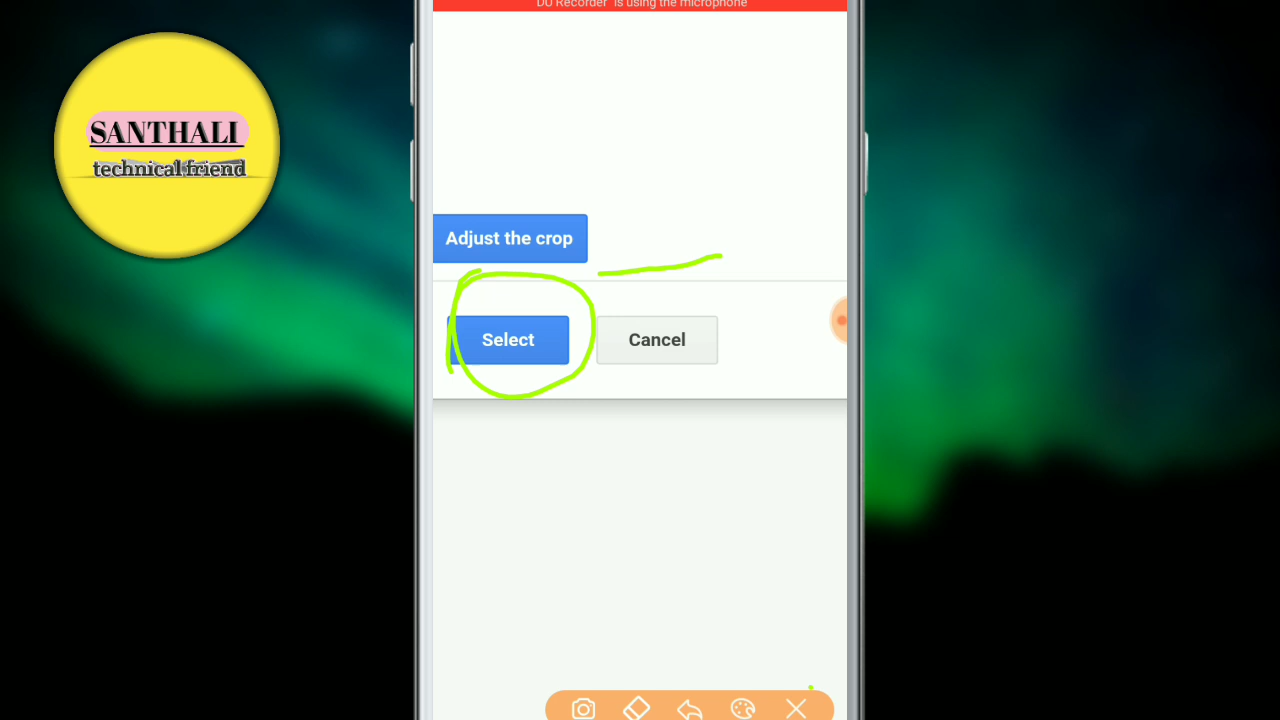 DU Recorder" is using the microphone
SANTHALI
technical friend
Adjust the crop
Select
Cancel